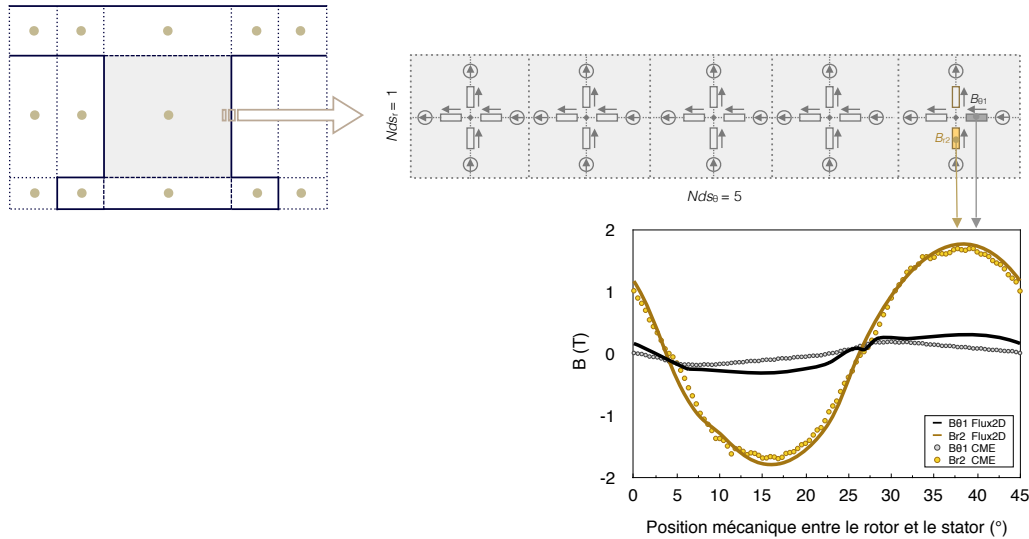 Ndsr = 1
Bθ1
Br2
Ndsθ = 5
2
1
0
-1
-2
B (T)
Bθ1 Flux2D
Br2 Flux2D
Bθ1 CME
Br2 CME
0 5 10 15 20 25 30 35 40 45
Position mécanique entre le rotor et le stator (°)